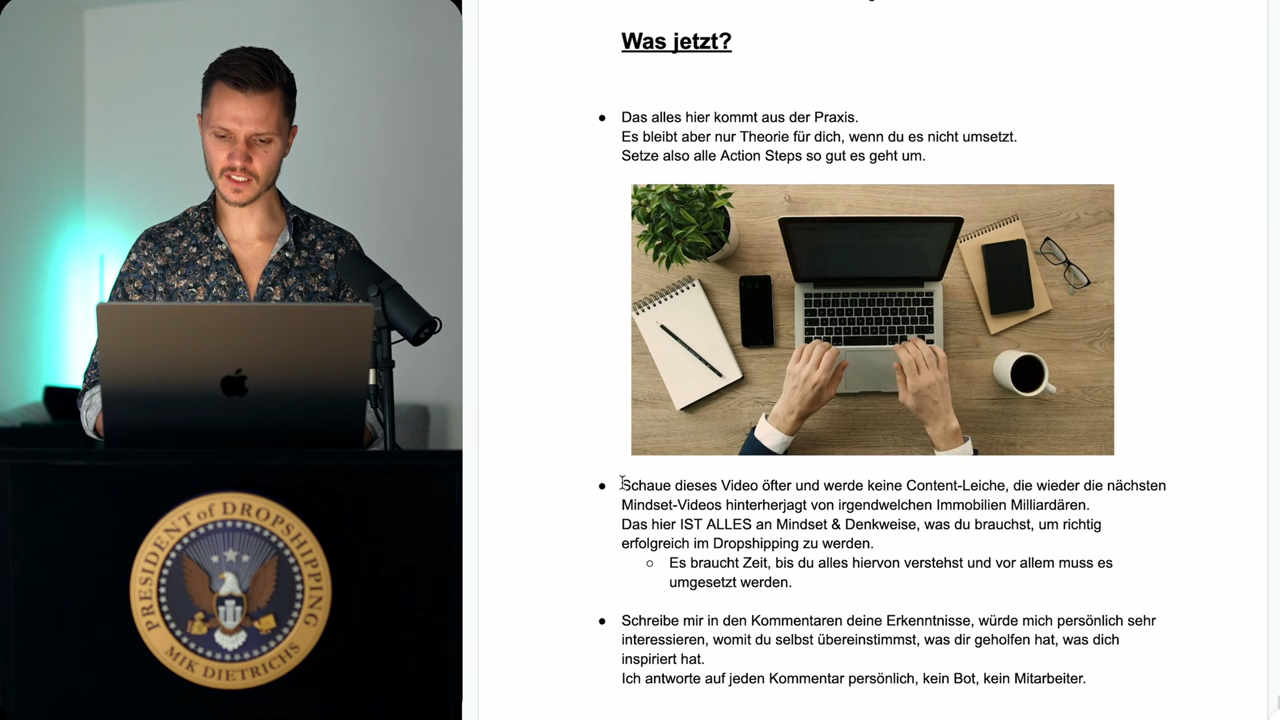 Was jetzt?
● Das alles hier kommt aus der Praxis.
Es bleibt aber nur Theorie für dich, wenn du es nicht umsetzt.
Setze also alle Action Steps so gut es geht um.
● Schaue dieses Video öfter und werde keine Content-Leiche, die wieder die nächsten
Mindset-Videos hinterherjagt von irgendwelchen Immobilien Milliardären.
Das hier IST ALLES an Mindset & Denkweise, was du brauchst, um richtig
erfolgreich im Dropshipping zu werden.
○ Es braucht Zeit, bis du alles hiervon verstehst und vor allem muss es
umgesetzt werden.
● Schreibe mir in den Kommentaren deine Erkenntnisse, würde mich persönlich sehr
interessieren, womit du selbst übereinstimmst, was dir geholfen hat, was dich
inspiriert hat.
Ich antworte auf jeden Kommentar persönlich, kein Bot, kein Mitarbeiter.
PRESIDENT of DROPSHIPPING
MIK DIETRICHS